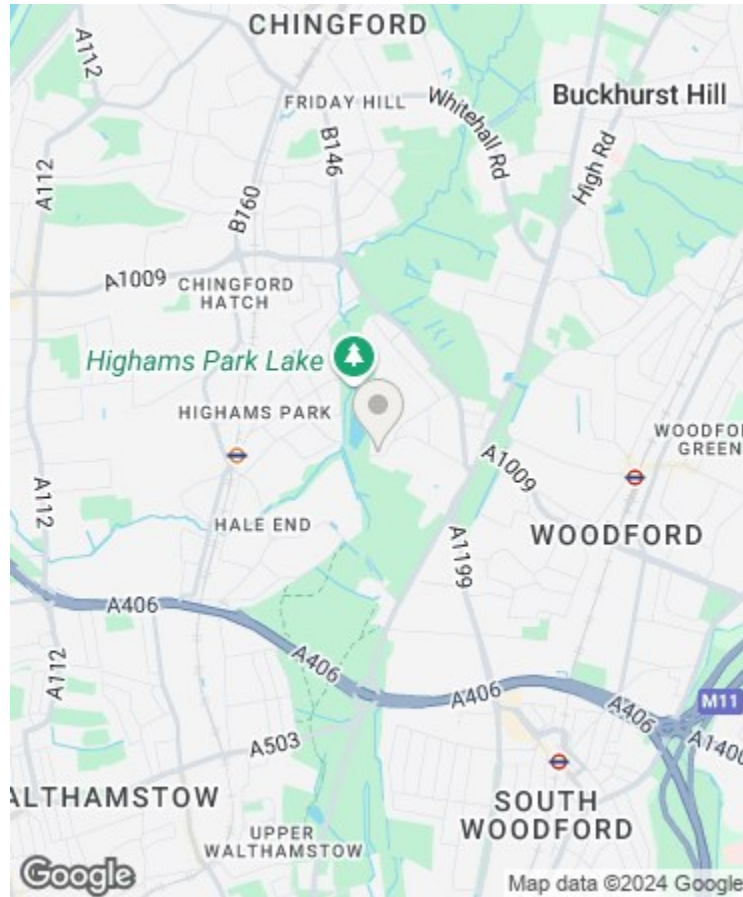 CHINGFORD
A112
FRIDAY HILL
Whitehall Rd
Buckhurst Hill
B146
High Rd
A112
B160
A1009
CHINGFORD
HATCH
Highams Park Lake
HIGHAMS PARK
WOODFO
GREEN
A1009
A112
HALE END
A1199
WOODFORD
A406
A406
A406
A406
M11
A112
A503
A1400
ALTHAMSTOW
SOUTH
WOODFORD
UPPER
WALTHAMSTOW
Google
Map data ©2024 Google